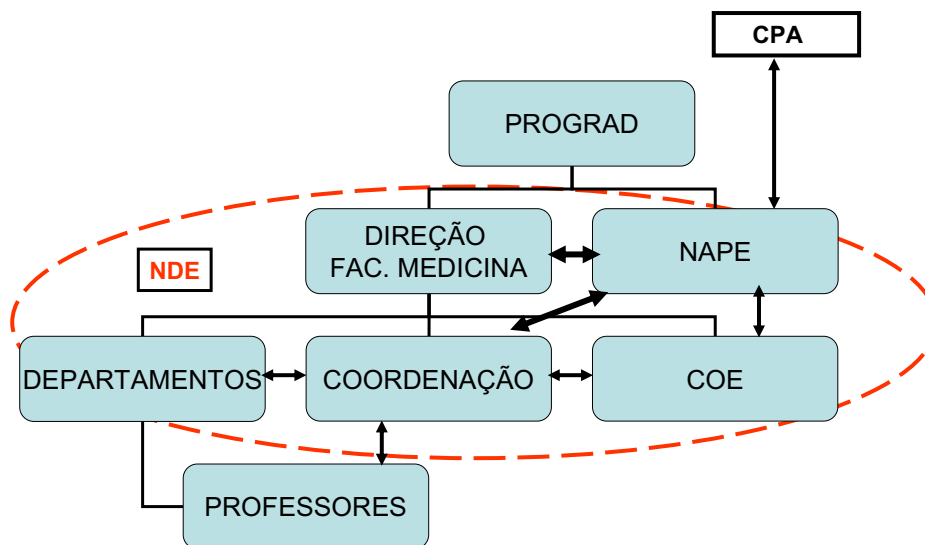 CPA
PROGRAD
DIREÇÃO
FAC. MEDICINA
NAPE
NDE
DEPARTAMENTOS
COORDENAÇÃO
COE
PROFESSORES